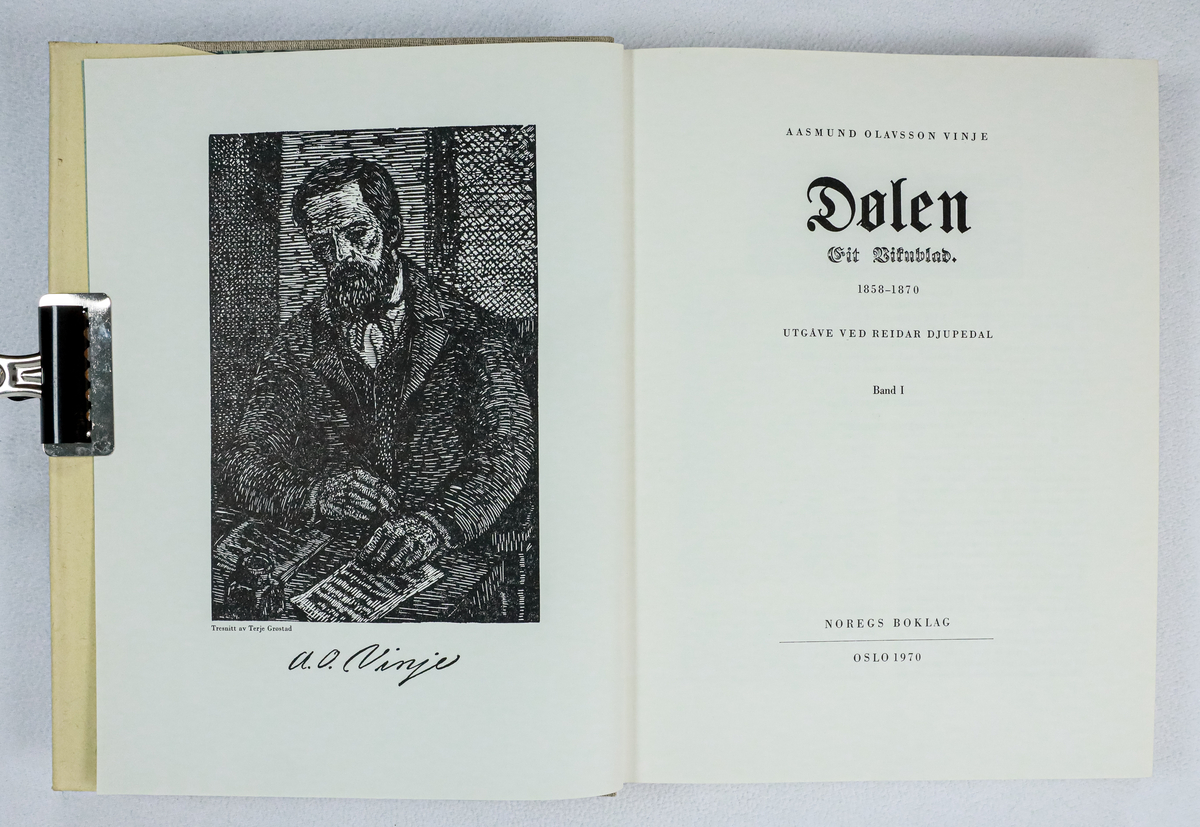 Tresnitt av Terje Grostad
A. O. Vinje
AASMUND OLAVSSON VINJE
Dølen
Eit Vikublad.
1858–1870
UTGÅVE VED REIDAR DJUPEDAL
Band I
NOREGS BOKLAG
OSLO 1970